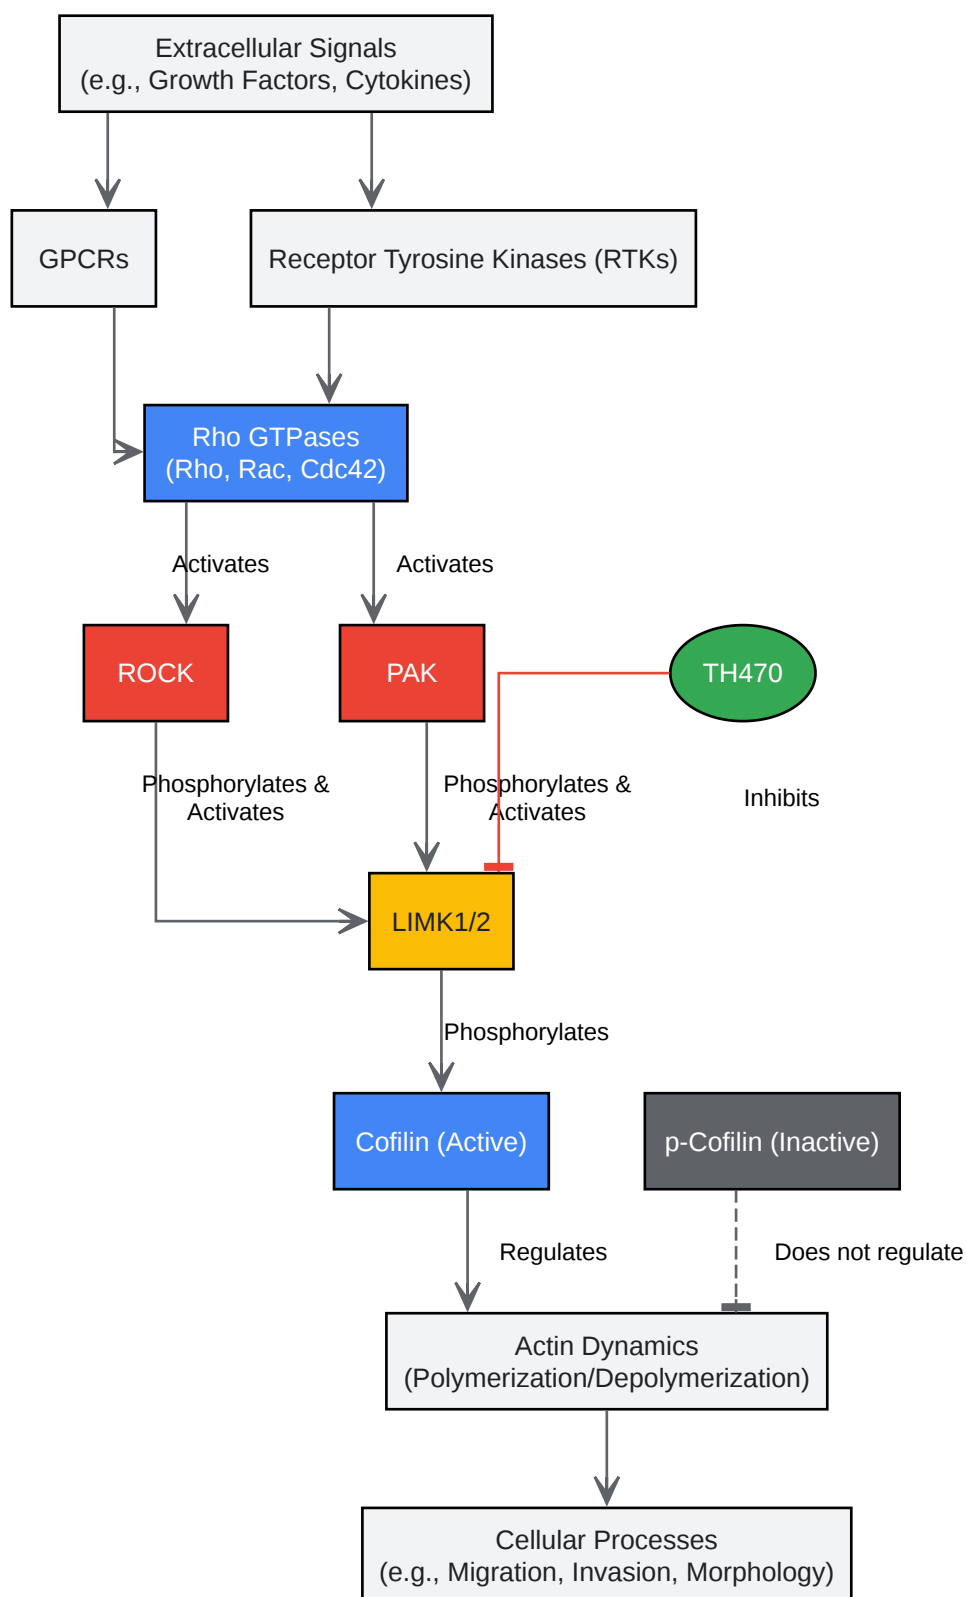 Extracellular Signals
(e.g., Growth Factors, Cytokines)
GPCRs
Receptor Tyrosine Kinases (RTKs)
Rho GTPases
(Rho, Rac, Cdc42)
Activates
Activates
ROCK
PAK
TH470
Phosphorylates &
Activates
Phosphorylates &
Activates
Inhibits
LIMK1/2
Phosphorylates
Cofilin (Active)
p-Cofilin (Inactive)
Regulates
Does not regulate
Actin Dynamics
(Polymerization/Depolymerization)
Cellular Processes
(e.g., Migration, Invasion, Morphology)